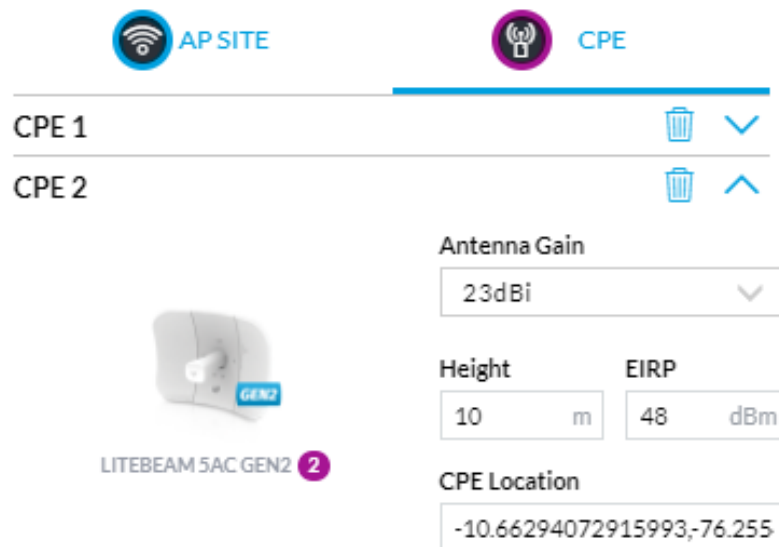 AP SITE
CPE
CPE 1
CPE 2
Antenna Gain
23dBi
Height
EIRP
10 m
48 dBm
GEN2
LITEBEAM 5AC GEN2 2
CPE Location
-10.66294072915993,-76.255